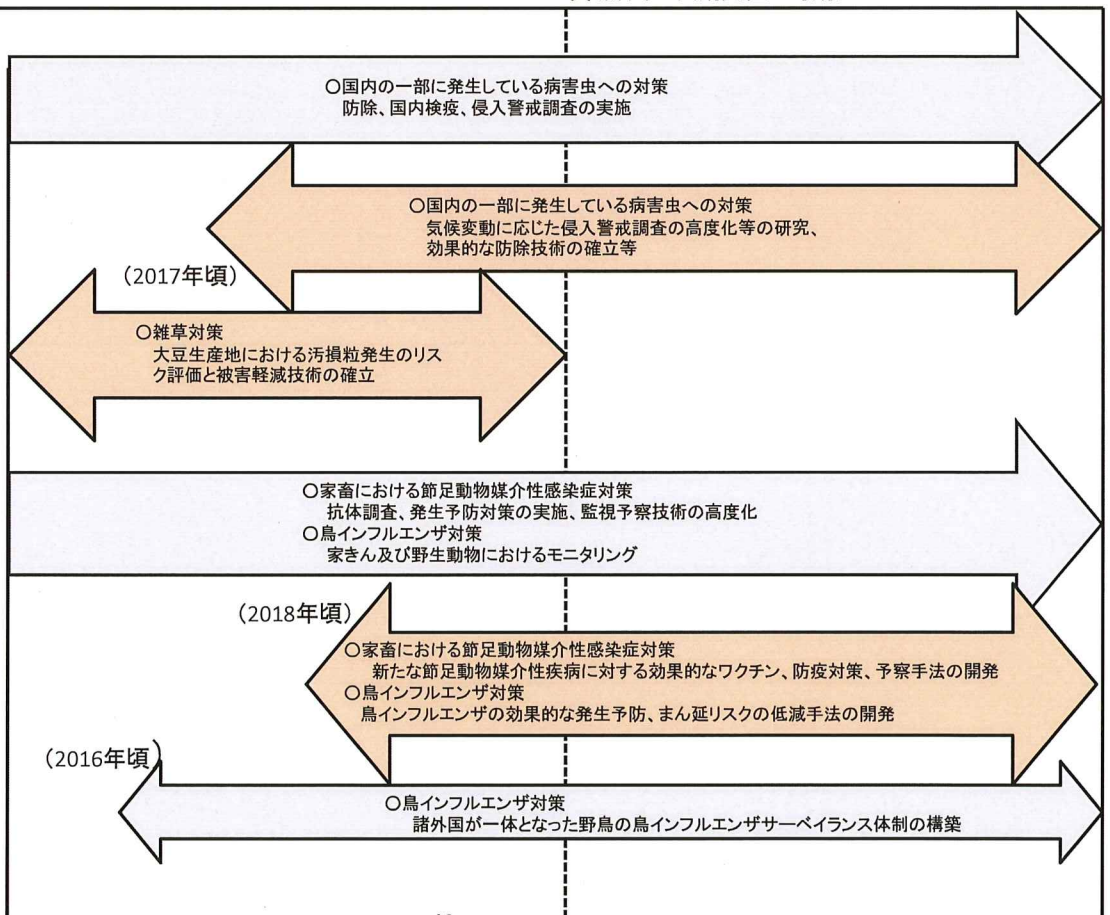 ○国内の一部に発生している病害虫への対策
防除、国内検疫、侵入警戒調査の実施
○国内の一部に発生している病害虫への対策
気候変動に応じた侵入警戒調査の高度化等の研究、
効果的な防除技術の確立等
(2017年頃)
○雑草対策
大豆生産地における汚損粒発生のリス
ク評価と被害軽減技術の確立
○家畜における節足動物媒介性感染症対策
抗体調査、発生予防対策の実施、監視予察技術の高度化
○鳥インフルエンザ対策
家きん及び野生動物におけるモニタリング
(2018年頃)
○家畜における節足動物媒介性感染症対策
新たな節足動物媒介性疾病に対する効果的なワクチン、防疫対策、予察手法の開発
○鳥インフルエンザ対策
鳥インフルエンザの効果的な発生予防、まん延リスクの低減手法の開発
(2016年頃)
○鳥インフルエンザ対策
諸外国が一体となった野鳥の鳥インフルエンザサーベイランス体制の構築